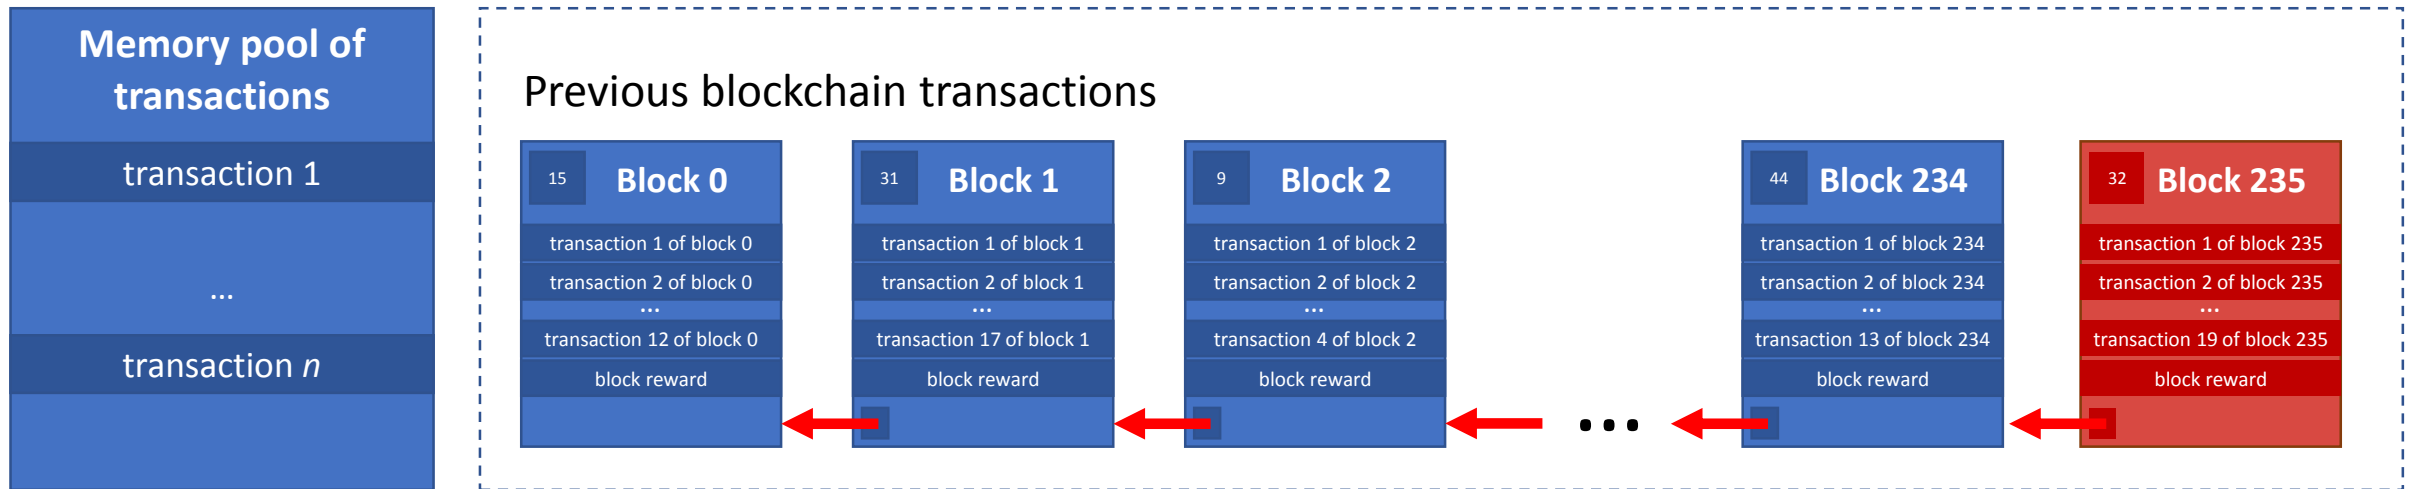 Memory pool of
transactions
transaction 1
...
transaction n
Previous blockchain transactions
15
Block 0
transaction 1 of block 0
transaction 2 of block 0
...
transaction 12 of block 0
block reward
31
Block 1
transaction 1 of block 1
transaction 2 of block 1
...
transaction 17 of block 1
block reward
9
Block 2
transaction 1 of block 2
transaction 2 of block 2
...
transaction 4 of block 2
block reward
...
44
Block 234
transaction 1 of block 234
transaction 2 of block 234
...
transaction 13 of block 234
block reward
32
Block 235
transaction 1 of block 235
transaction 2 of block 235
...
transaction 19 of block 235
block reward